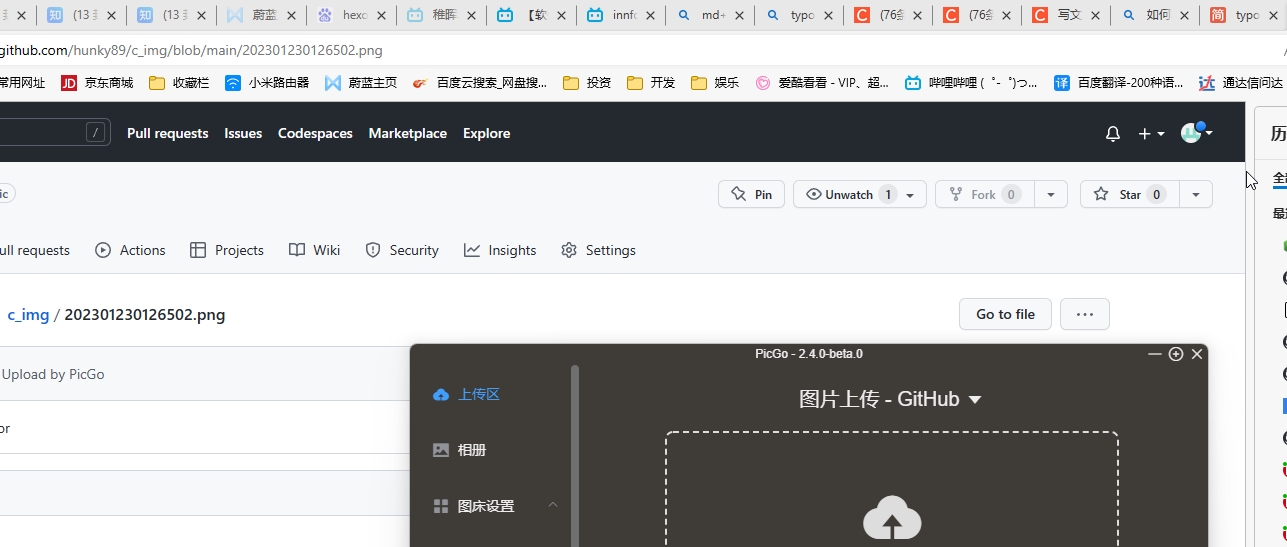 (13 (13 蔚蓝 hexo 稚晖 【软 innfo md+ typo (76条 (76条 写文 如何 typo
github.com/hunky89/c_img/blob/main/202301230126502.png
常用网址 京东商城 收藏栏 小米路由器 蔚蓝主页 百度云搜索_网盘搜... 投资 开发 娱乐 爱酷看看 - VIP、超... 哔哩哔哩 ( ゜- ゜)つ... 百度翻译-200种语... 通达信问达
/ Pull requests Issues Codespaces Marketplace Explore
历
全部
ic Pin Unwatch 1 Fork 0 Star 0
最
ull requests Actions Projects Wiki Security Insights Settings
c_img / 202301230126502.png Go to file ...
PicGo - 2.4.0-beta.0
Upload by PicGo
上传区
图片上传 - GitHub
or
相册
图床设置